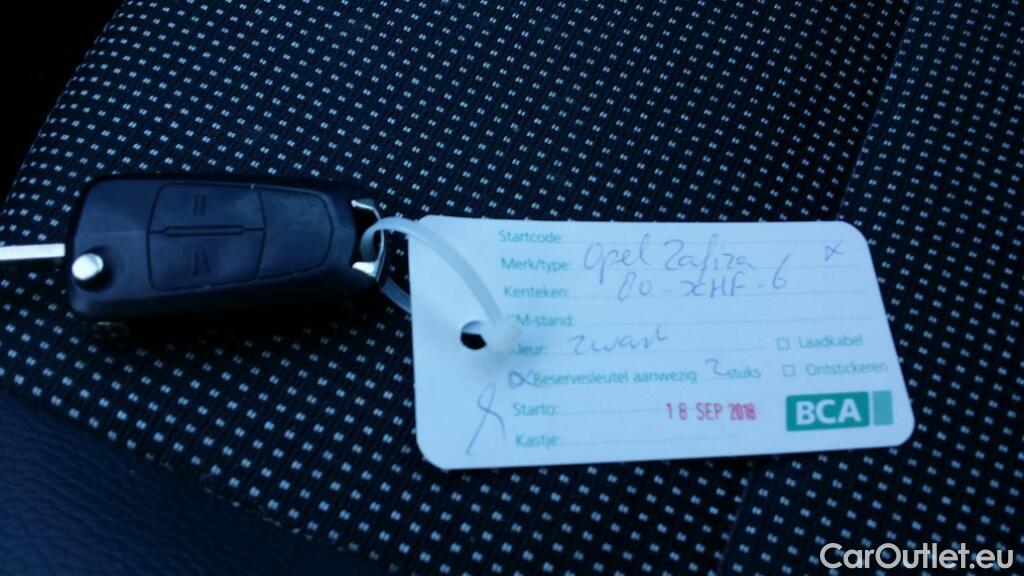 Startcode:
Merk/type: Opel Zafira
Kenteken: 80-XHF-6
KM-stand:
kleur: zwart
Laadkabel
X Reservesleutel aanwezig 2 stuks
Ontstickeren
Starto: 18 SEP 2018
BCA
Kastje:
CarOutlet.eu